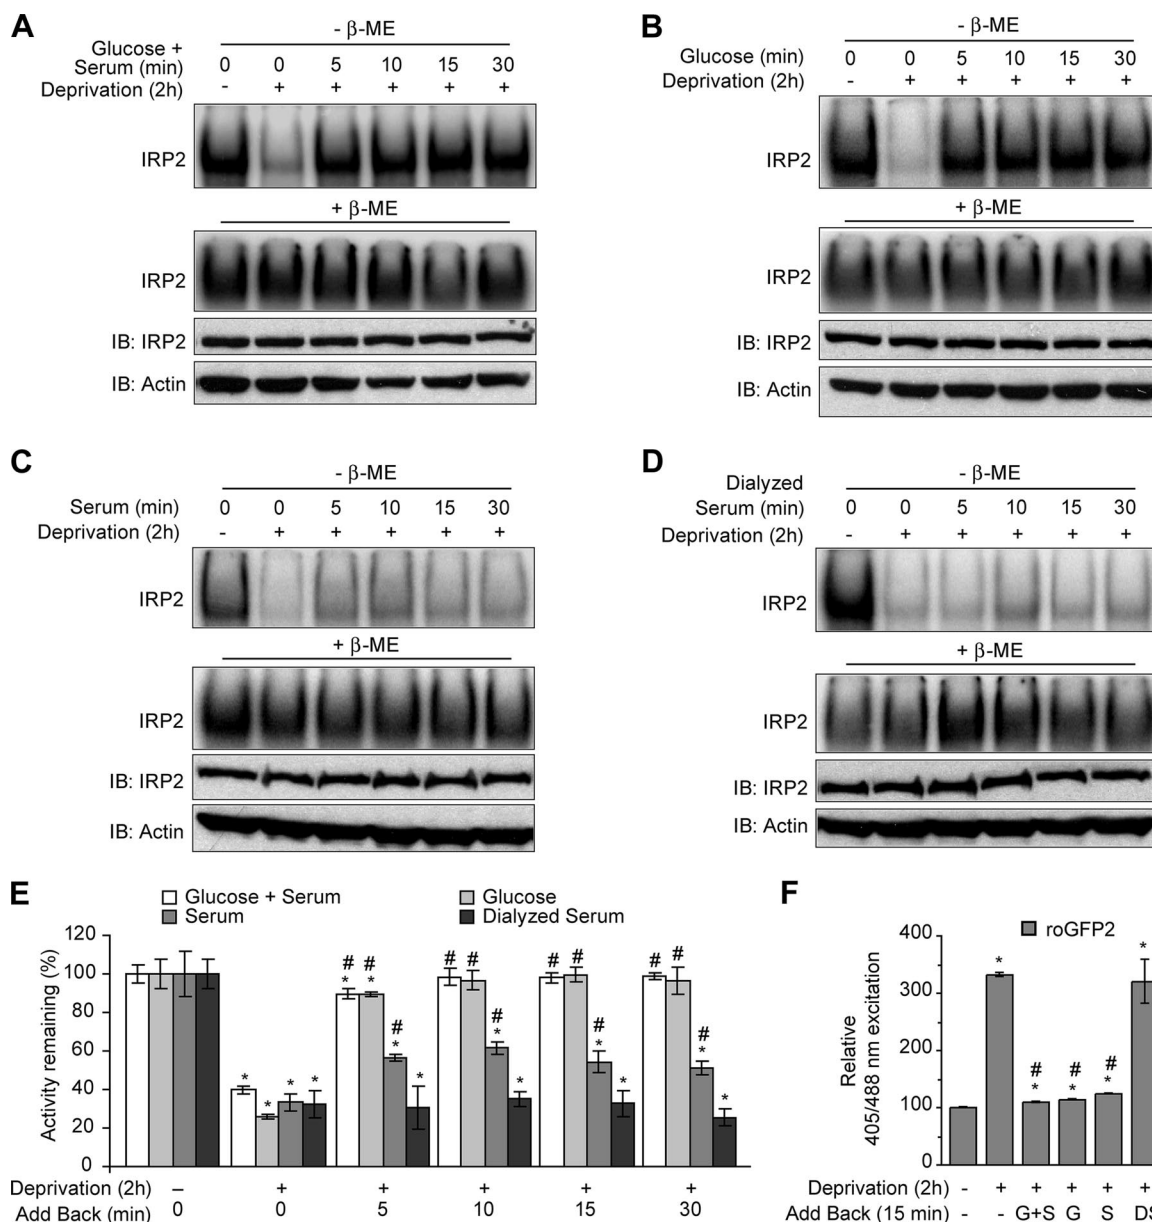 A
- β-ME
Glucose +
Serum (min) 0 0 5 10 15 30
Deprivation (2h) - + + + + +
IRP2
+ β-ME
IRP2
IB: IRP2
IB: Actin
B
- β-ME
Glucose (min) 0 0 5 10 15 30
Deprivation (2h) - + + + + +
IRP2
+ β-ME
IRP2
IB: IRP2
IB: Actin
C
- β-ME
Serum (min) 0 0 5 10 15 30
Deprivation (2h) - + + + + +
IRP2
+ β-ME
IRP2
IB: IRP2
IB: Actin
D
- β-ME
Dialyzed
Serum (min) 0 0 5 10 15 30
Deprivation (2h) - + + + + +
IRP2
+ β-ME
IRP2
IB: IRP2
IB: Actin
E
Glucose + Serum Glucose
Serum Dialyzed Serum
Activity remaining (%)
120
100
80
60
40
20
0
* * * *
# * # * # * *
# # # * *
# # # * *
# # # * *
Deprivation (2h) – + + + + +
Add Back (min) 0 0 5 10 15 30
F
roGFP2
Relative
405/488 nm excitation
400
300
200
100
0
* # * # * # * *
Deprivation (2h) - + + + + +
Add Back (15 min) - - G+S G S DS